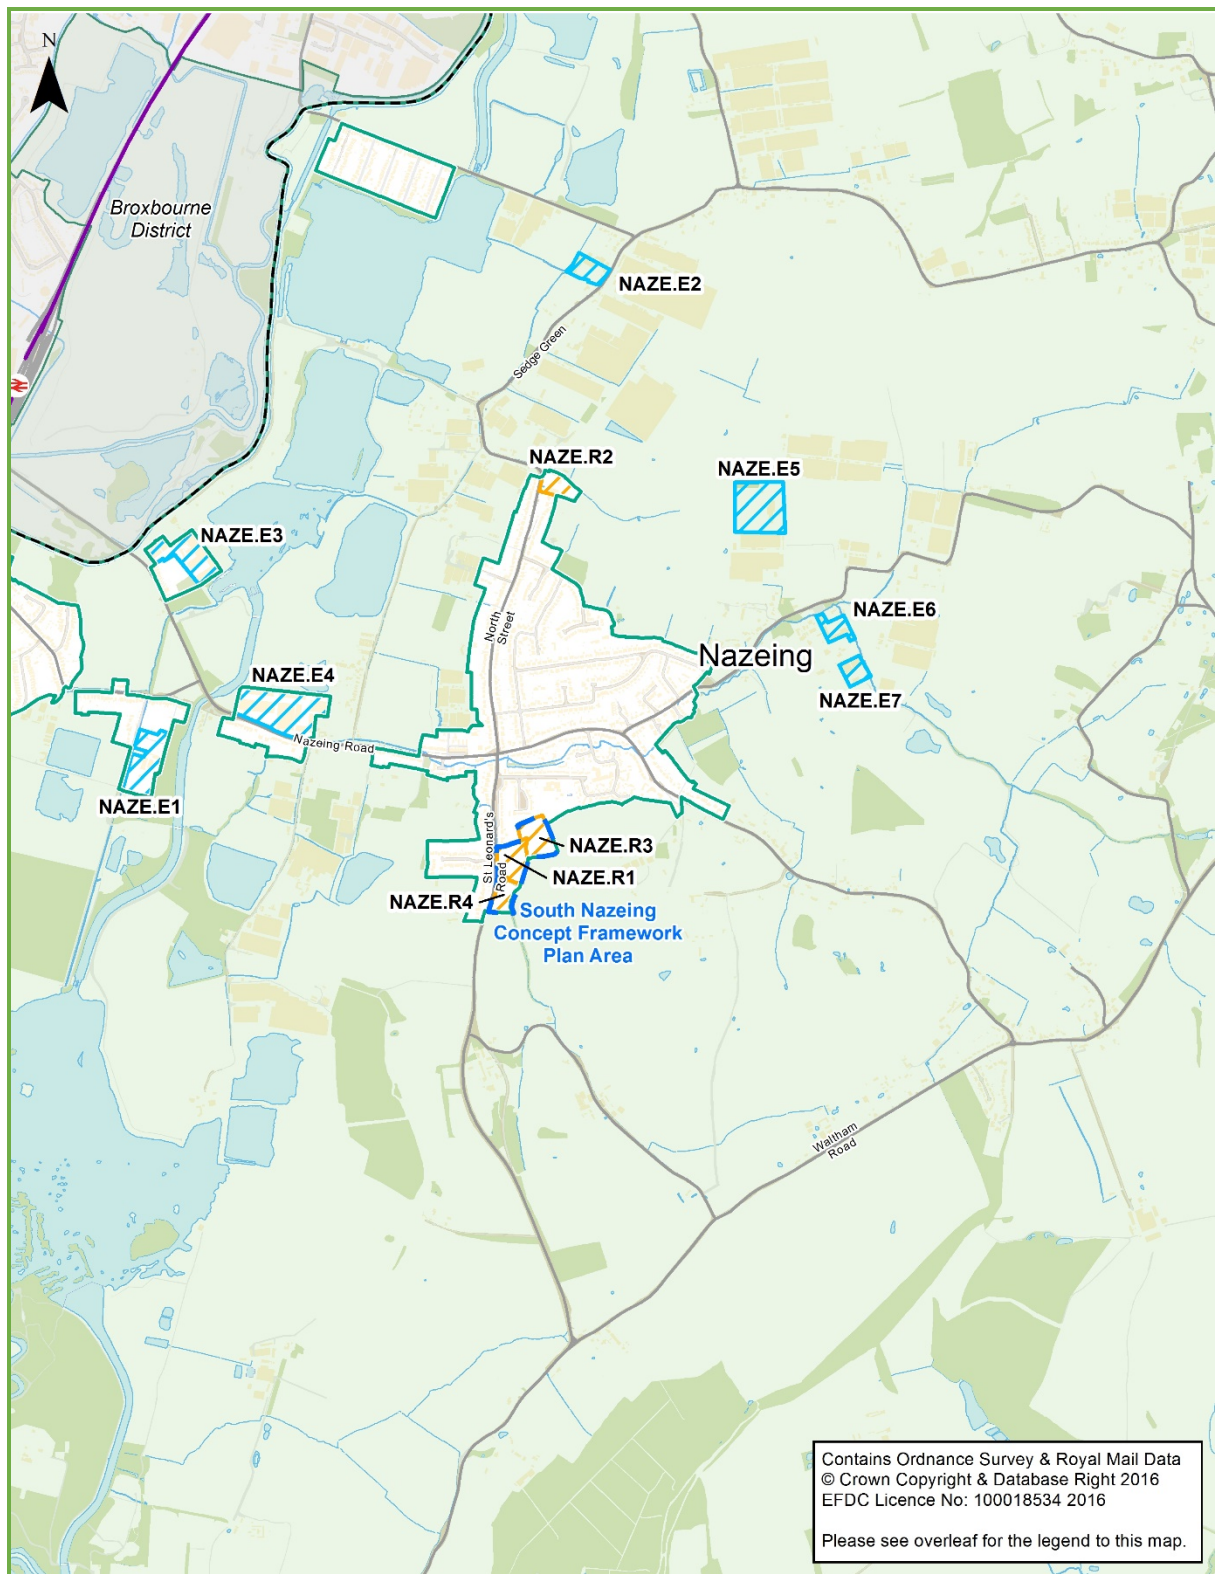 N
Broxbourne
District
NAZE.E2
Sedge Green
NAZE.R2
NAZE.E5
NAZE.E3
North
Street
NAZE.E6
Nazeing
NAZE.E4
NAZE.E7
Nazeing Road
NAZE.E1
St Leonard's
Road
NAZE.R3
NAZE.R1
NAZE.R4
South Nazeing
Concept Framework
Plan Area
Waltham
Road
Contains Ordnance Survey & Royal Mail Data
© Crown Copyright & Database Right 2016
EFDC Licence No: 100018534 2016
Please see overleaf for the legend to this map.